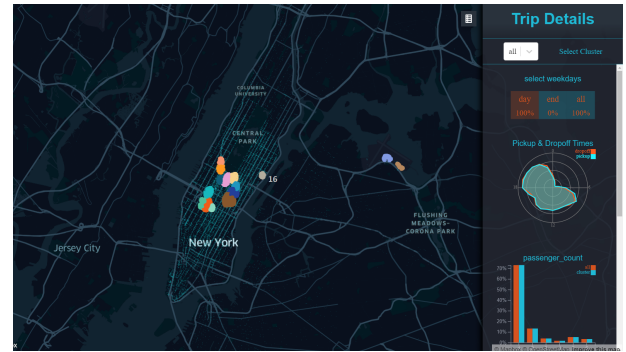 Trip Details
all
Select Cluster
COLUMBIA
UNIVERSITY
select weekdays
day end all
100% 0% 100%
CENTRAL
PARK
Pickup & Dropoff Times
dropoff
pickup
16
FLUSHING
MEADOWS-
CORONA PARK
Jersey City
New York
passenger_count
all
cluster
70%
60%
50%
40%
30%
20%
10%
0%
© Mapbox © OpenStreetMap Improve this map